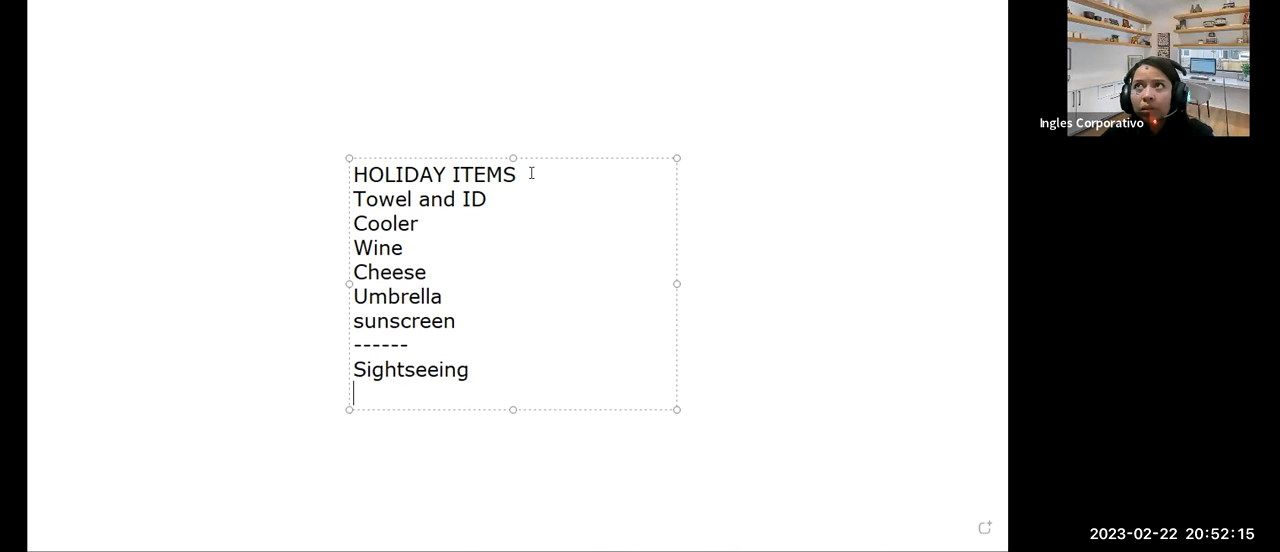 HOLIDAY ITEMS
Towel and ID
Cooler
Wine
Cheese
Umbrella
sunscreen
------
Sightseeing
Ingles Corporativo
2023-02-22 20:52:15